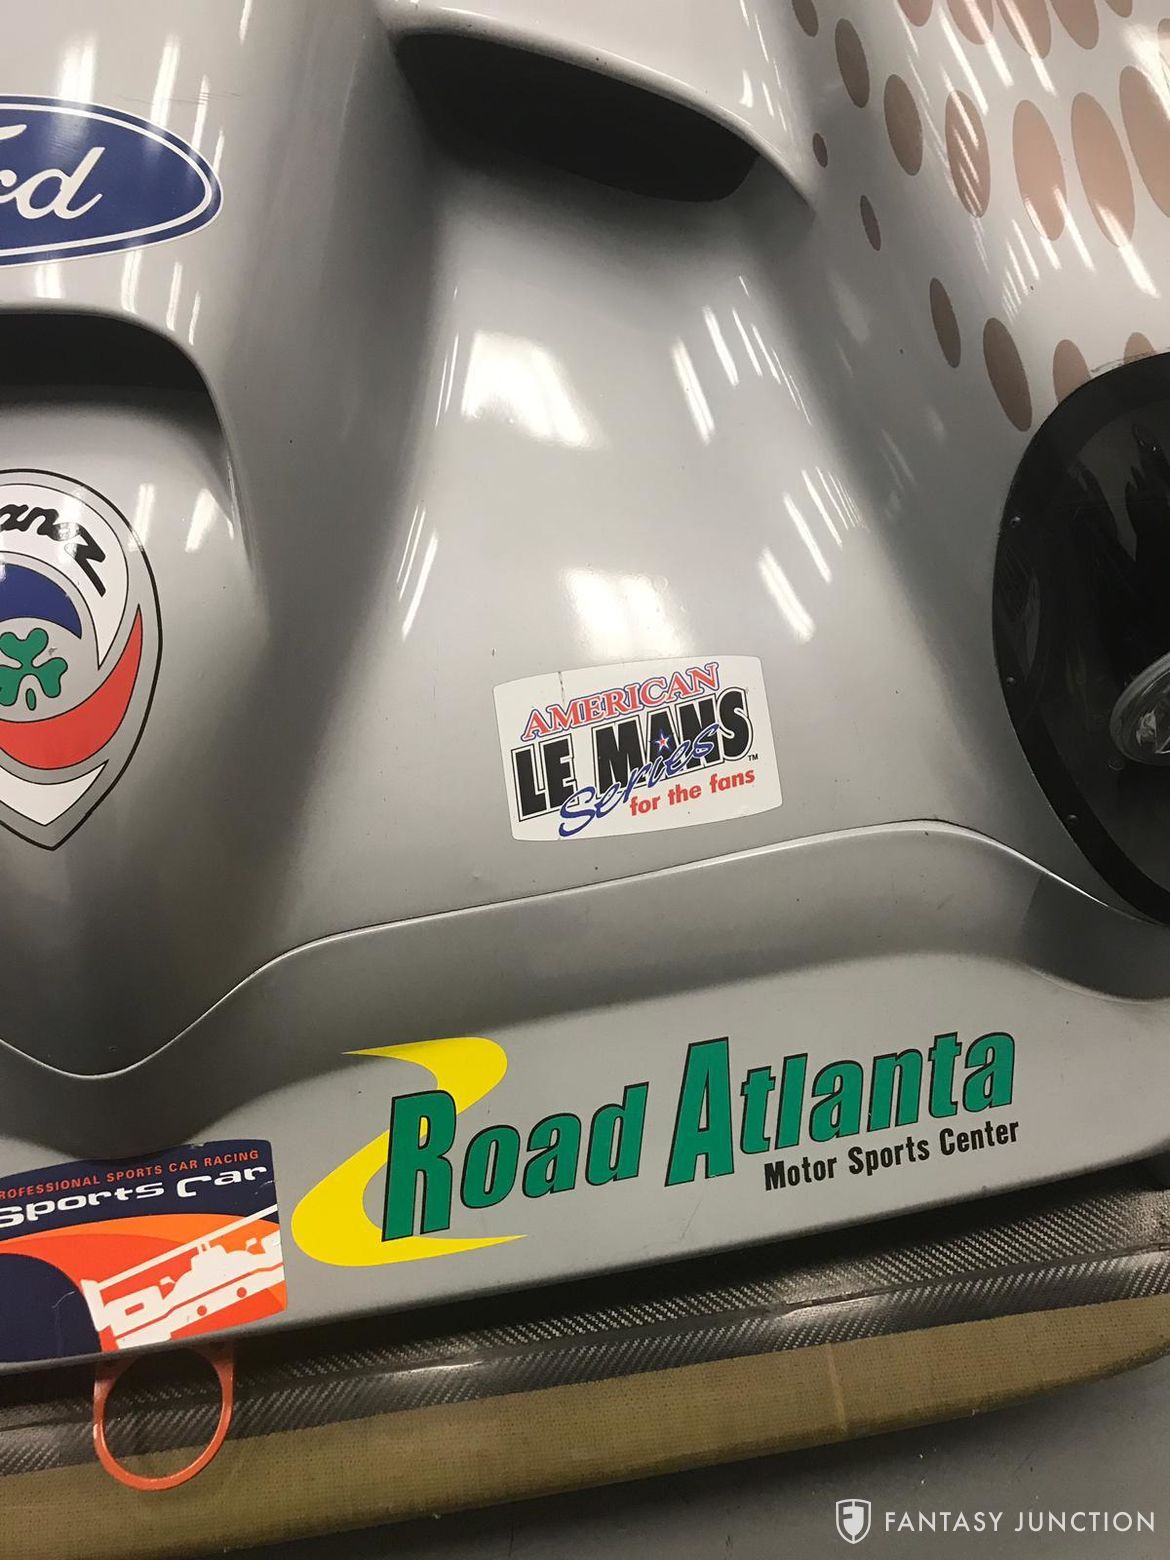 AMERICAN
LE MANS
Series
TM
for the fans
Road Atlanta
Motor Sports Center
SPORTS CAR RACING
Sports Car
FANTASY JUNCTION